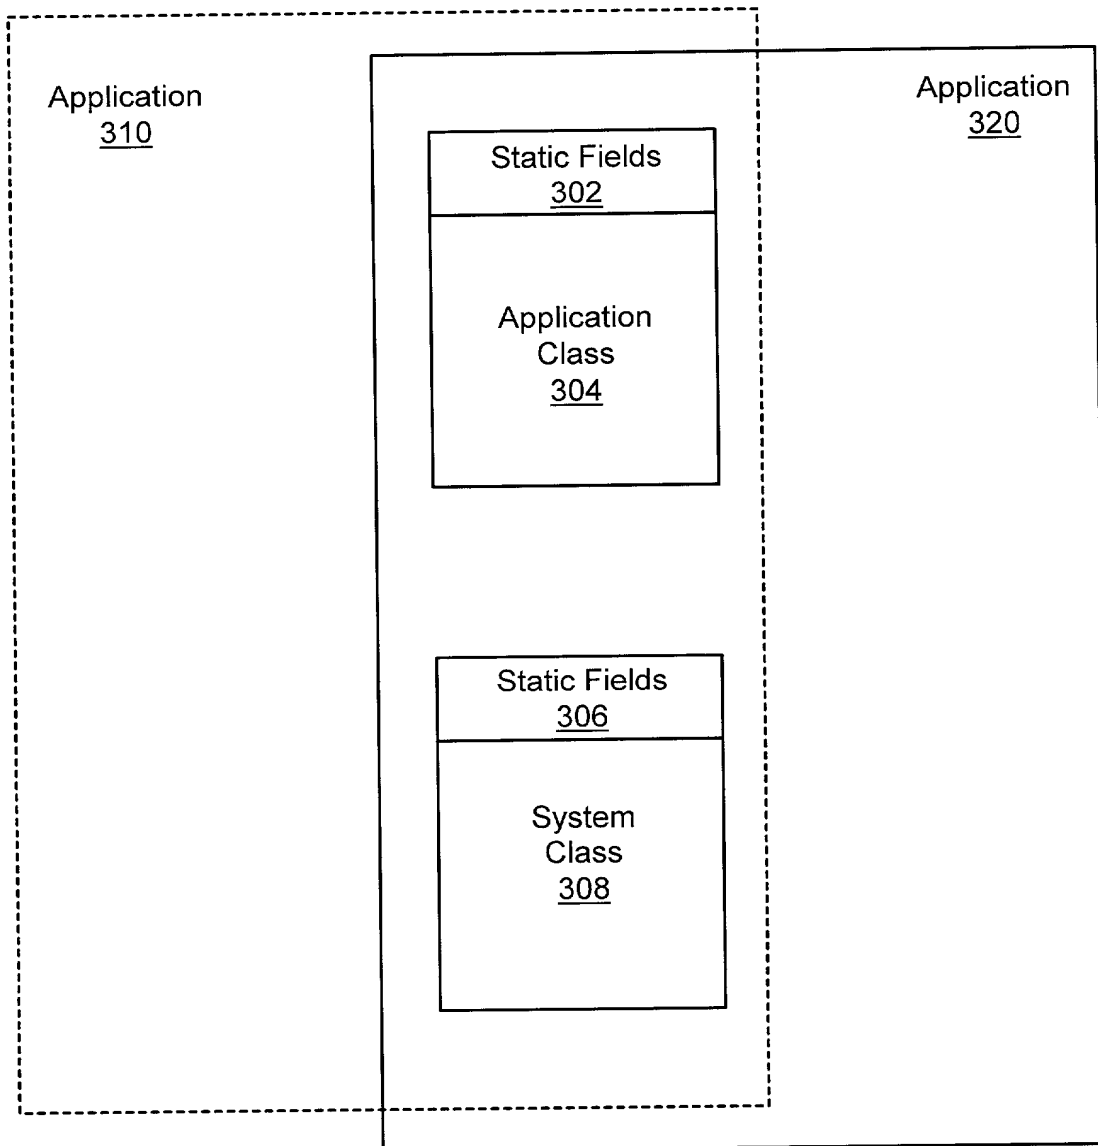 Application
310
Application
320
Static Fields
302
Application
Class
304
Static Fields
306
System
Class
308